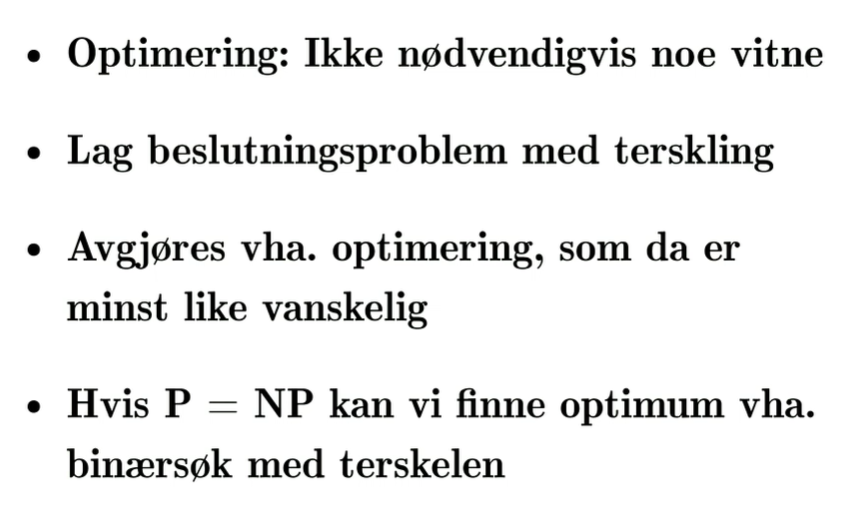 • Optimering: Ikke nødvendigvis noe vitne
• Lag beslutningsproblem med terskling
• Avgjøres vha. optimering, som da er
minst like vanskelig
• Hvis P = NP kan vi finne optimum vha.
binærsøk med terskelen